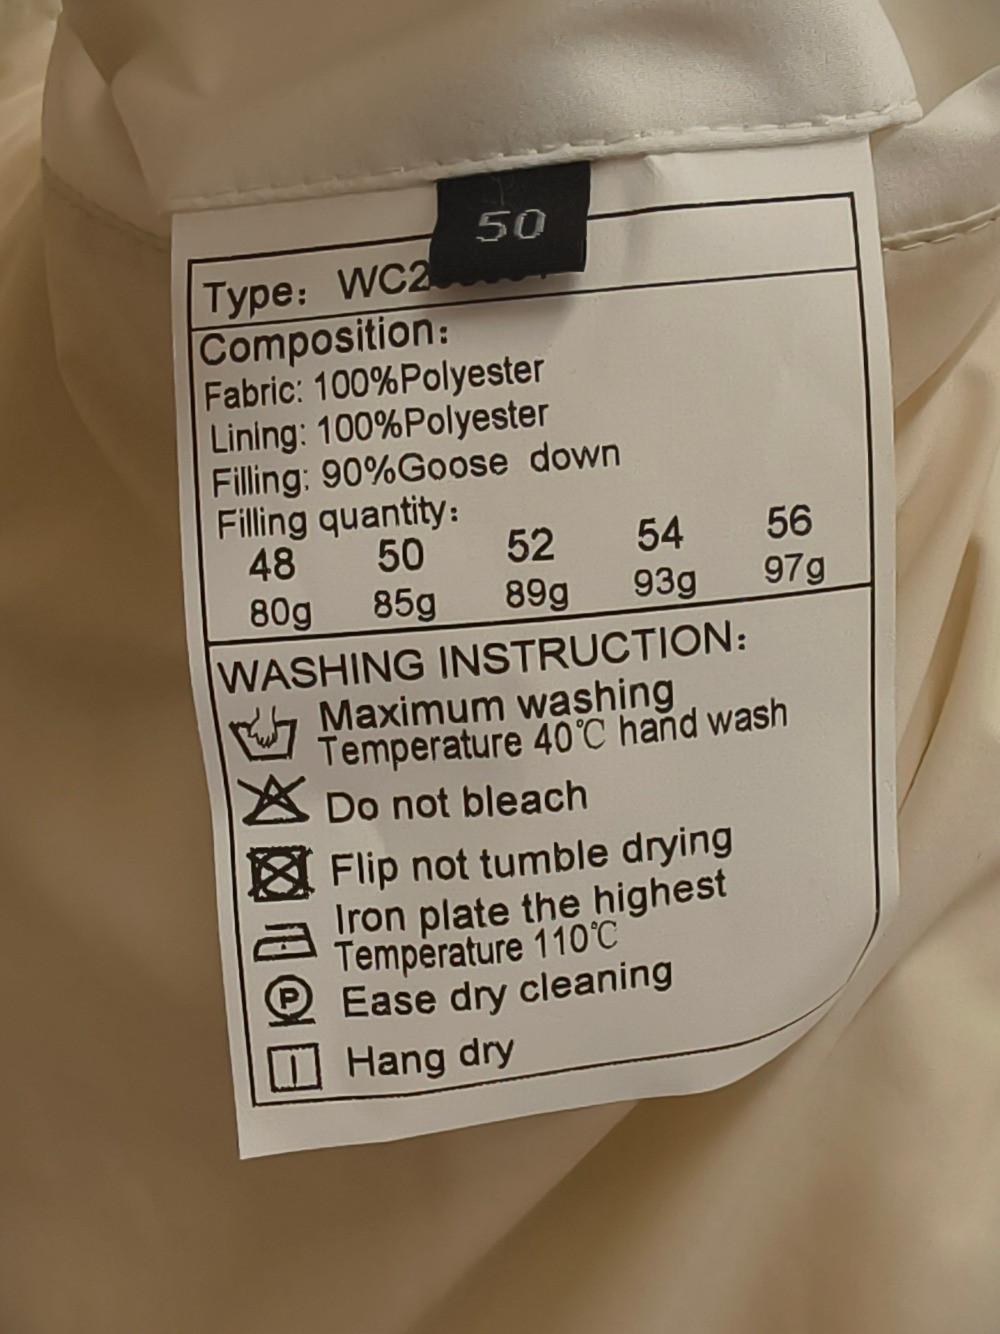 50
Type: WC2
Composition:
Fabric: 100%Polyester
Lining: 100%Polyester
Filling: 90%Goose down
Filling quantity:
48 50 52 54 56
80g 85g 89g 93g 97g
WASHING INSTRUCTION:
Maximum washing
Temperature 40℃ hand wash
Do not bleach
Flip not tumble drying
Iron plate the highest
Temperature 110℃
P Ease dry cleaning
Hang dry